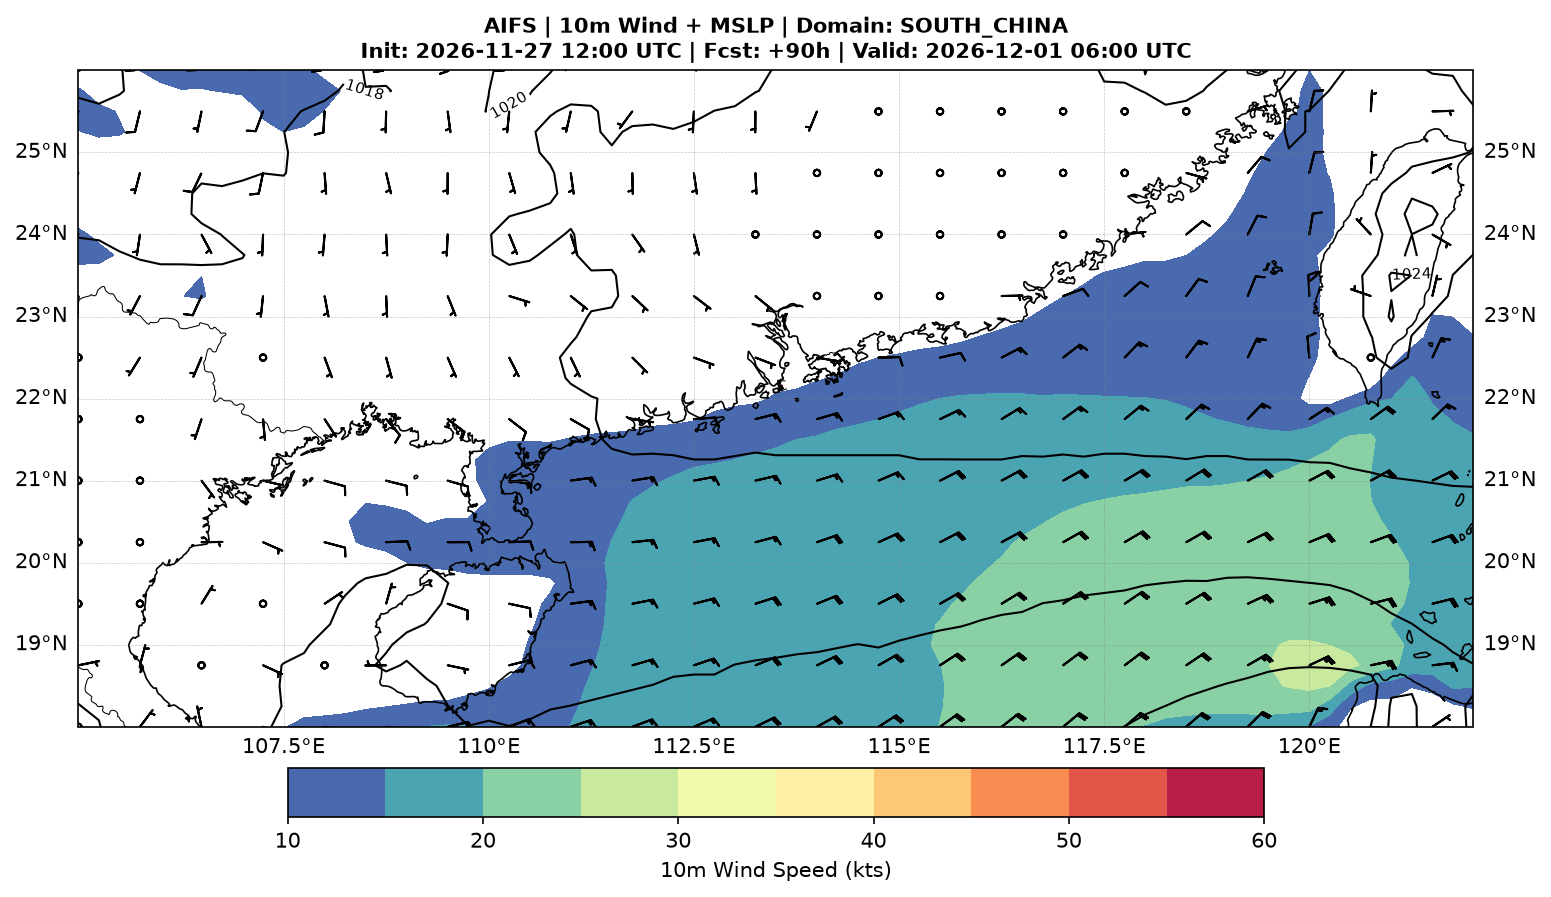 AIFS | 10m Wind + MSLP | Domain: SOUTH_CHINA
Init: 2026-11-27 12:00 UTC | Fcst: +90h | Valid: 2026-12-01 06:00 UTC
1018
1020
25°N
25°N
24°N
24°N
1024
23°N
23°N
22°N
22°N
21°N
21°N
20°N
20°N
19°N
19°N
107.5°E
110°E
112.5°E
115°E
117.5°E
120°E
10
20
30
40
50
60
10m Wind Speed (kts)